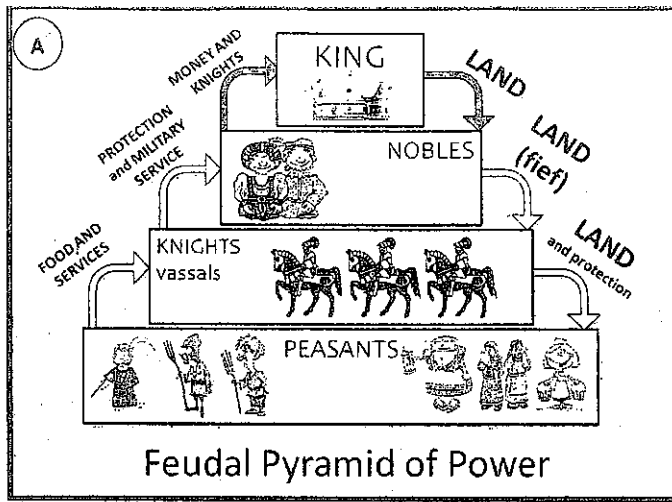 A
MONEY AND
KNIGHTS
KING
LAND
PROTECTION
and MILITARY
SERVICE
NOBLES
LAND
(fief)
FOOD AND
SERVICES
KNIGHTS
vassals
LAND
and protection
PEASANTS
Feudal Pyramid of Power